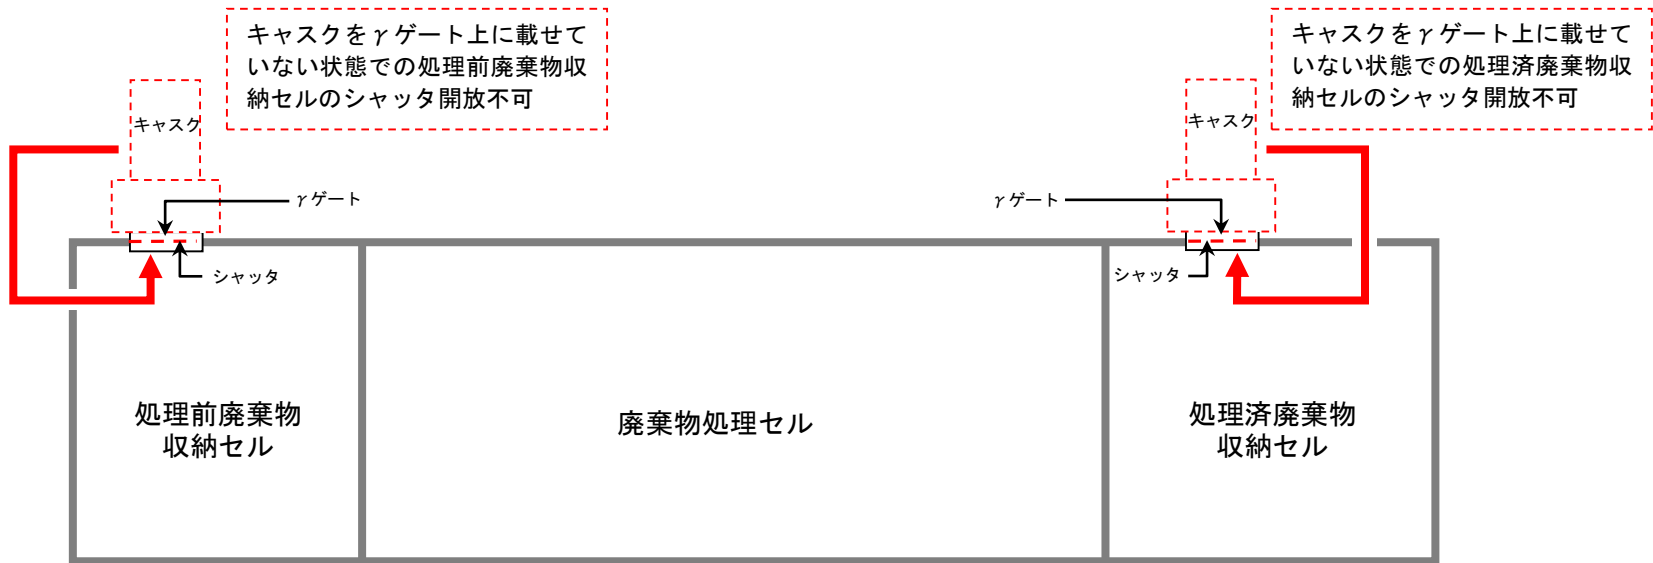 キャスクをγゲート上に載せて
いない状態での処理前廃棄物収
納セルのシャッタ開放不可
キャスクをγゲート上に載せて
いない状態での処理済廃棄物収
納セルのシャッタ開放不可
キャスク
キャスク
γゲート
γゲート
シャッタ
シャッタ
処理前廃棄物
収納セル
廃棄物処理セル
処理済廃棄物
収納セル